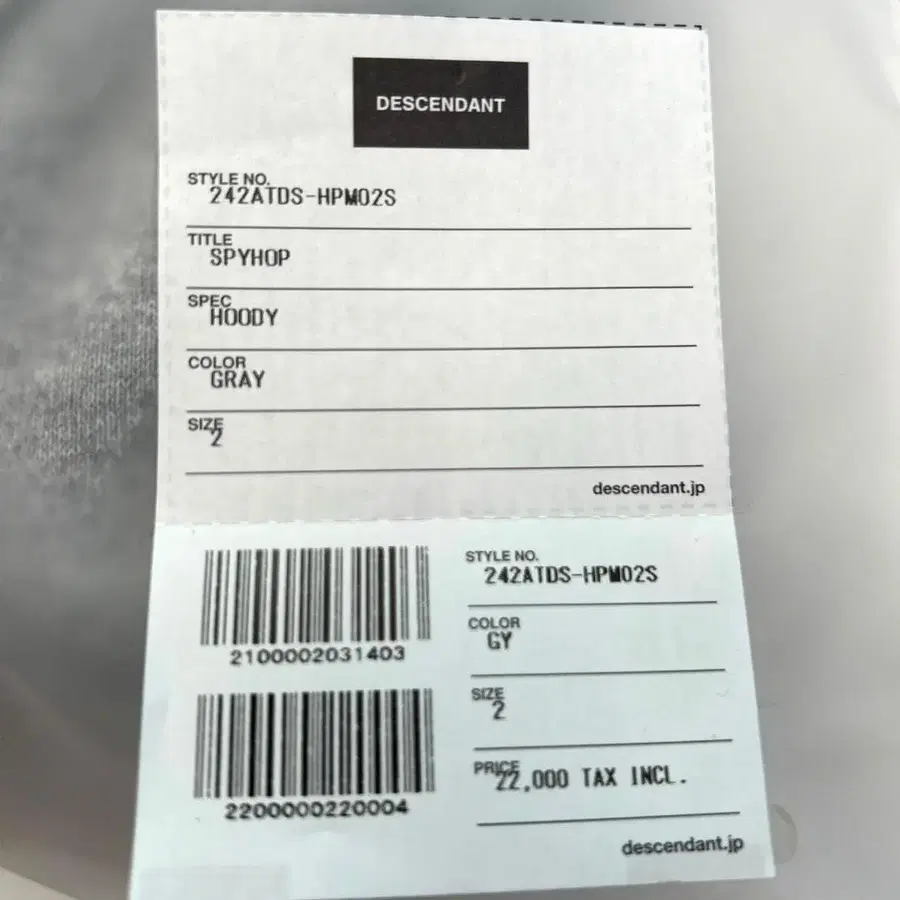 DESCENDANT
STYLE NO.
242ATDS-HPM02S
TITLE
SPYHOP
SPEC
HOODY
COLOR
GRAY
SIZE
2
descendant.jp
2100002031403
2200000220004
STYLE NO.
242ATDS-HPM02S
COLOR
GY
SIZE
2
PRICE
22,000 TAX INCL.
descendant.jp